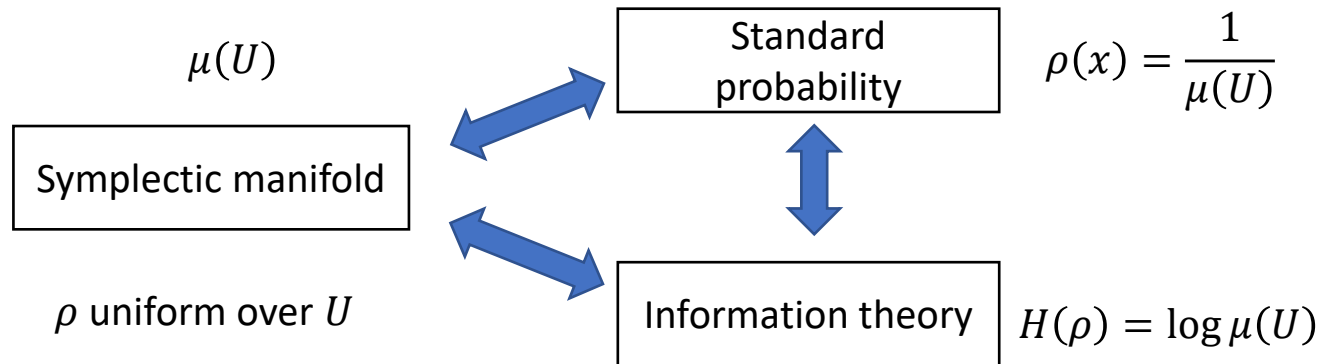 μ(U)
Standard
probability
ρ(x) = 1/μ(U)
Symplectic manifold
ρ uniform over U
Information theory
H(ρ) = log μ(U)